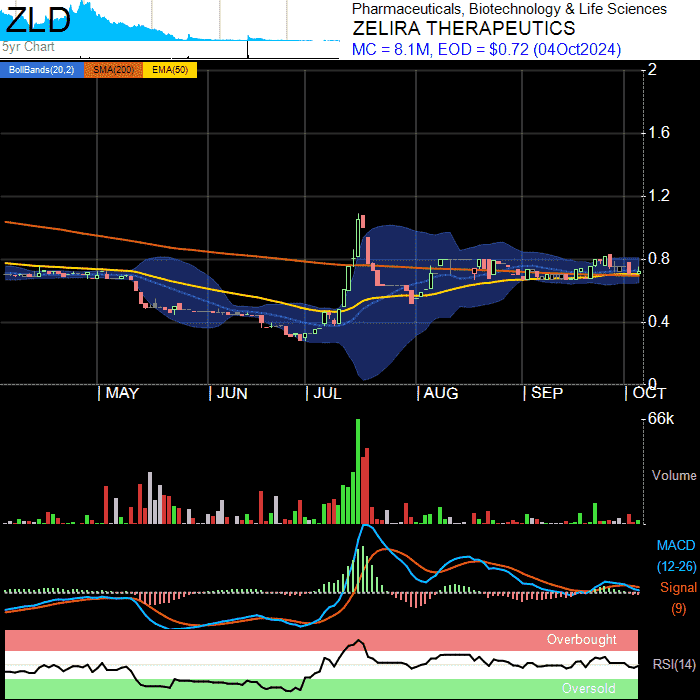 ZLD
5yr Chart
Pharmaceuticals, Biotechnology & Life Sciences
ZELIRA THERAPEUTICS
MC = 8.1M, EOD = $0.72 (04Oct2024)
BollBands(20,2) SMA(200) EMA(50)
2
1.6
1.2
0.8
0.4
0
MAY JUN JUL AUG SEP OCT
66k
Volume
MACD
(12-26)
Signal
(9)
Overbought
RSI(14)
Oversold